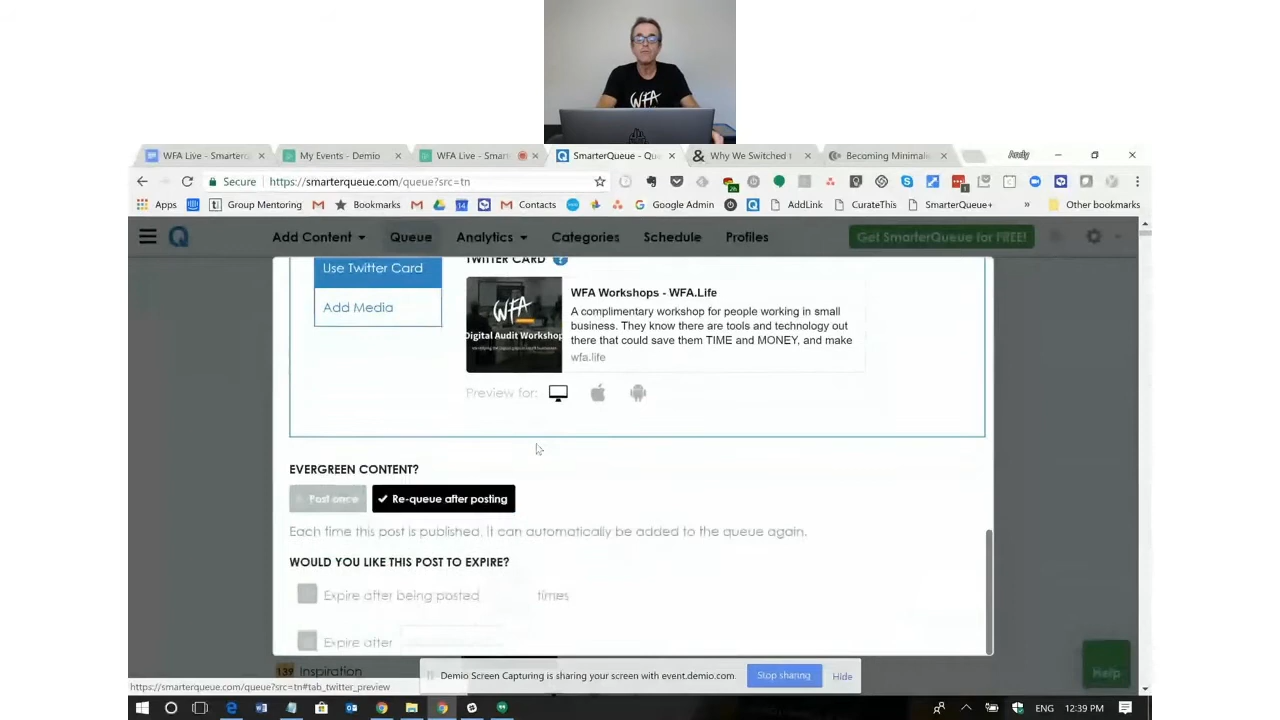 WFA
WFA Live - Smarterq
My Events - Demio
WFA Live - Smart
SmarterQueue - Qu
Why We Switched t
Becoming Minimali
Andy
Secure
https://smarterqueue.com/queue?src=tn
Apps
Group Mentoring
Bookmarks
Contacts
Google Admin
AddLink
CurateThis
SmarterQueue+
»
Other bookmarks
Add Content
Queue
Analytics
Categories
Schedule
Profiles
Get SmarterQueue for FREE!
Use Twitter Card
Add Media
TWITTER CARD
WFA
Digital Audit Workshop
WFA Workshops - WFA.Life
A complimentary workshop for people working in small
business. They know there are tools and technology out
there that could save them TIME and MONEY, and make
wfa.life
Preview for:
EVERGREEN CONTENT?
Post once
Re-queue after posting
Each time this post is published, it can automatically be added to the queue again.
WOULD YOU LIKE THIS POST TO EXPIRE?
Expire after being posted
times
Expire after
139 Inspiration
Help
Demio Screen Capturing is sharing your screen with event.demio.com.
Stop sharing
Hide
https://smarterqueue.com/queue?src=tn#tab_twitter_preview
ENG
12:39 PM